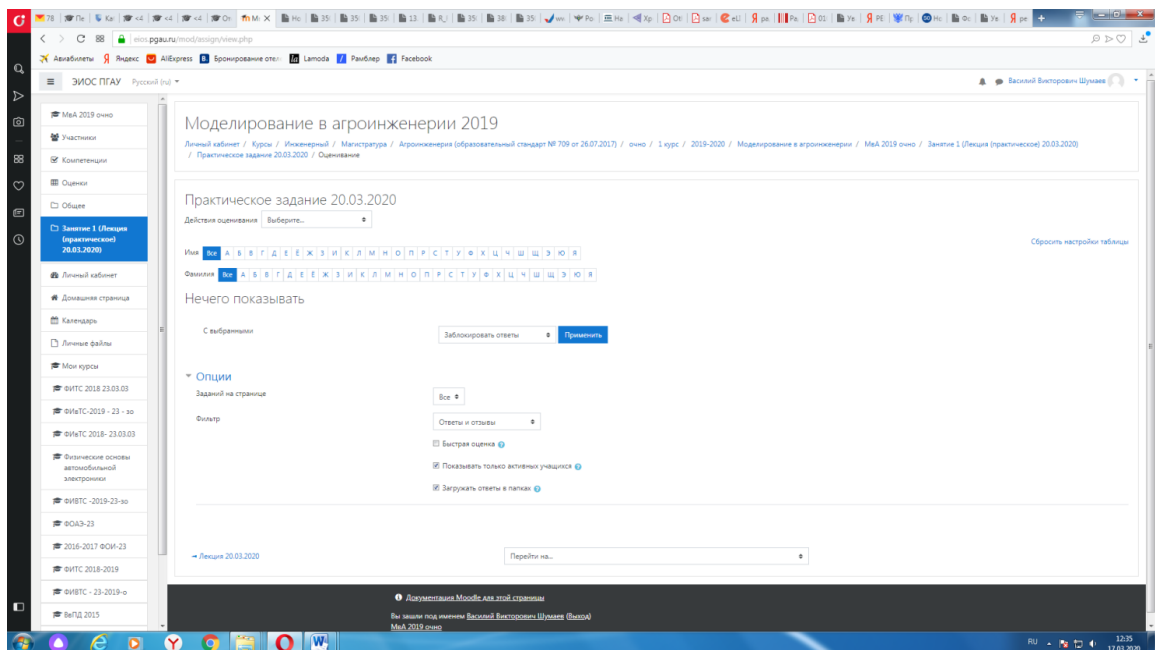 eios.pgau.ru/mod/assign/view.php
Авиабилеты Яндекс AliExpress Бронирование отел Lamoda Рамблер Facebook
ЭИОС ПГАУ Русский (ru)
Василий Викторович Шумаев
МвА 2019 очно
Участники
Компетенции
Оценки
Общее
Занятие 1 (Лекция
(практическое)
20.03.2020)
Личный кабинет
Домашняя страница
Календарь
Личные файлы
Мои курсы
ФИТС 2018 23.03.03
ФИвТС-2019 - 23 - зо
ФИвТС 2018- 23.03.03
Физические основы
автомобильной
электроники
ФИВТС -2019-23-зо
ФОАЭ-23
2016-2017 ФОИ-23
ФИТС 2018-2019
ФИВТС - 23-2019-о
ВвПД 2015
Моделирование в агроинженерии 2019
Личный кабинет / Курсы / Инженерный / Магистратура / Агроинженерия (образовательный стандарт № 709 от 26.07.2017) / очно / 1 курс / 2019-2020 / Моделирование в агроинженерии / МвА 2019 очно / Занятие 1 (Лекция (практическое) 20.03.2020)
/ Практическое задание 20.03.2020 / Оценивание
Практическое задание 20.03.2020
Действия оценивания Выберите...
Сбросить настройки таблицы
Имя Все А Б В Г Д Е Ё Ж З И К Л М Н О П Р С Т У Ф Х Ц Ч Ш Щ Э Ю Я
Фамилия Все А Б В Г Д Е Ё Ж З И К Л М Н О П Р С Т У Ф Х Ц Ч Ш Щ Э Ю Я
Нечего показывать
С выбранными Заблокировать ответы Применить
Опции
Заданий на странице Все
Фильтр Ответы и отзывы
Быстрая оценка
Показывать только активных учащихся
Загружать ответы в папках
→ Лекция 20.03.2020 Перейти на...
Документация Moodle для этой страницы
Вы зашли под именем Василий Викторович Шумаев (Выход)
МвА 2019 очно
RU 12:35
17.03.2020